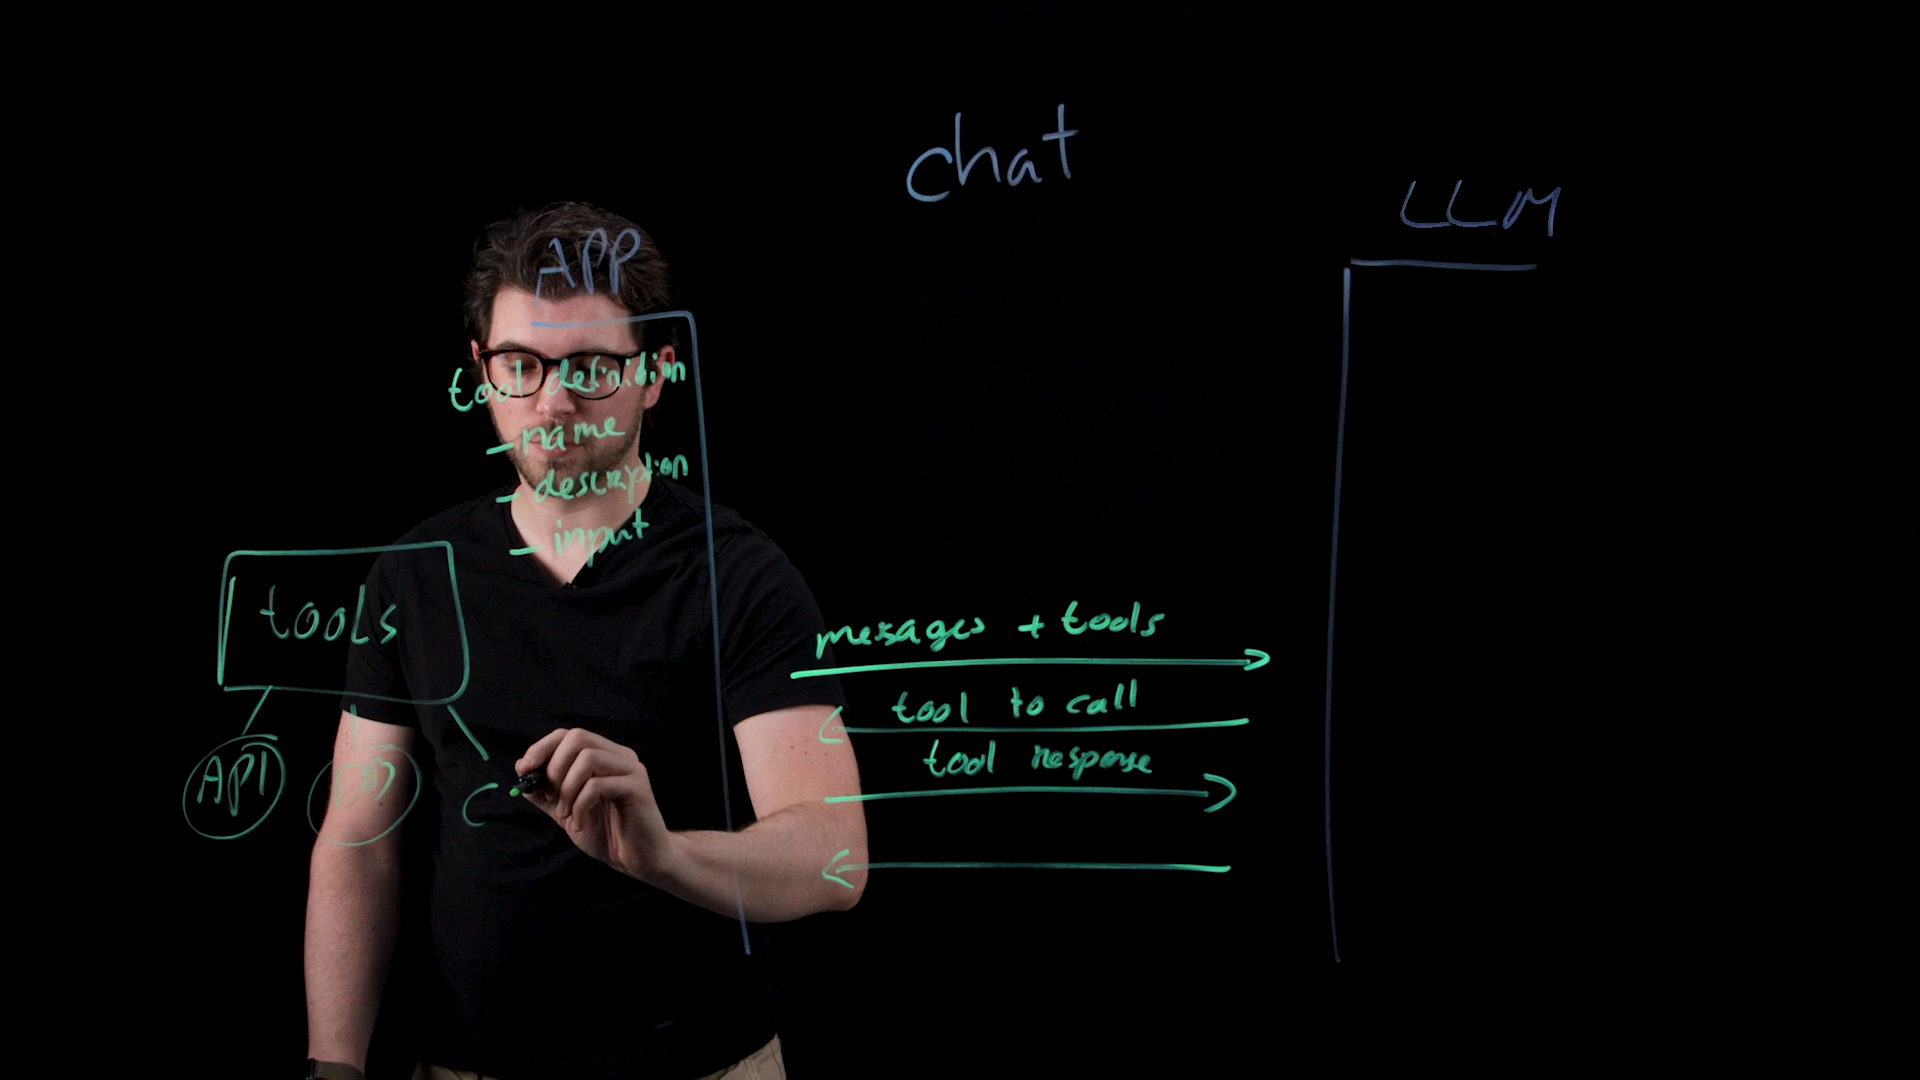 chat
LLM
APP
tool definition
- name
- description
- input
tools
API
messages + tools
tool to call
tool response